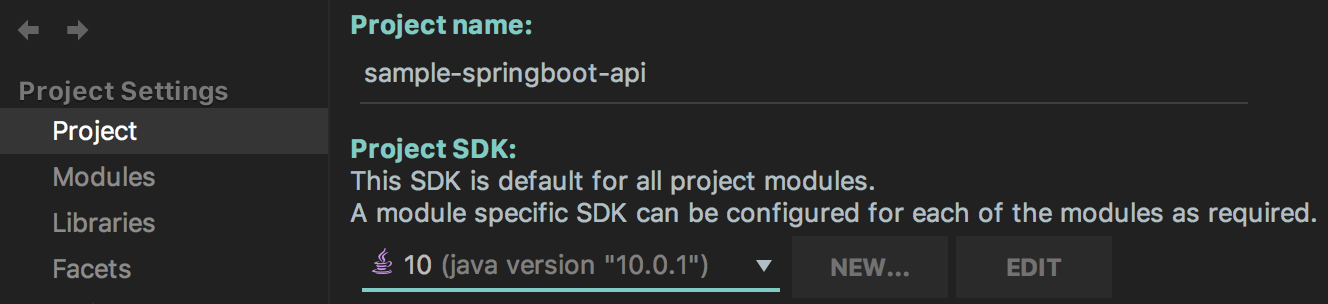 Project name:
sample-springboot-api
Project Settings
Project
Modules
Libraries
Facets
Project SDK:
This SDK is default for all project modules.
A module specific SDK can be configured for each of the modules as required.
10 (java version "10.0.1")
NEW...
EDIT